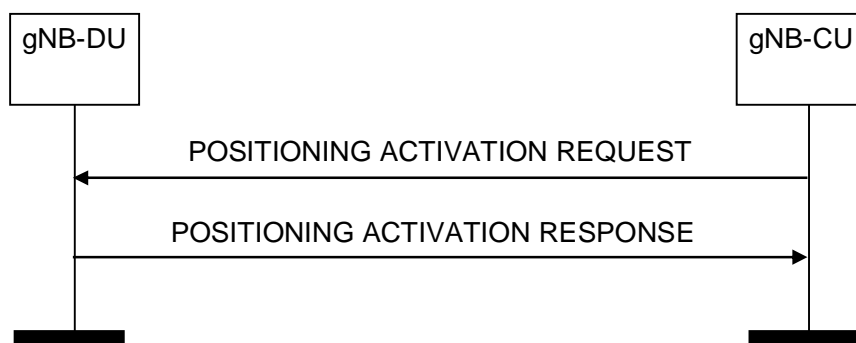 gNB-DU
gNB-CU
POSITIONING ACTIVATION REQUEST
POSITIONING ACTIVATION RESPONSE